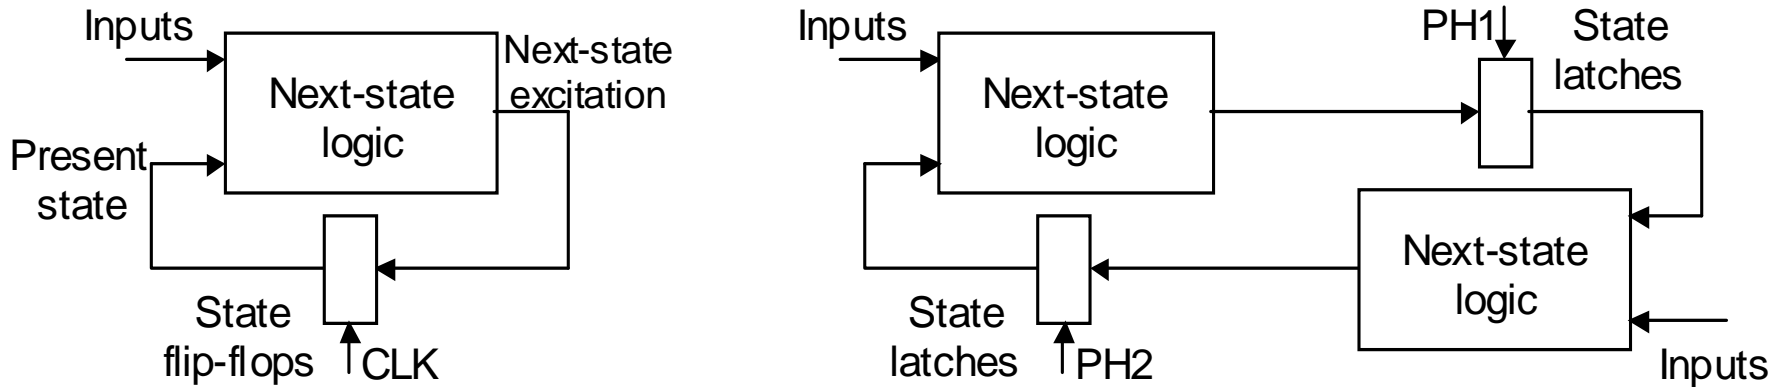 Inputs
Next-state
logic
Next-state
excitation
Present
state
State
flip-flops
CLK
Inputs
Next-state
logic
PH1
State
latches
Next-state
logic
State
latches
PH2
Inputs